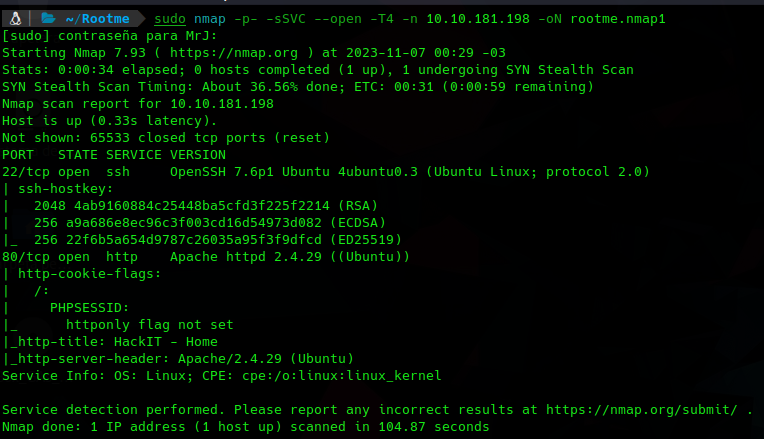 ~/Rootme sudo nmap -p- -sSVC --open -T4 -n 10.10.181.198 -oN rootme.nmap1
[sudo] contraseña para MrJ:
Starting Nmap 7.93 ( https://nmap.org ) at 2023-11-07 00:29 -03
Stats: 0:00:34 elapsed; 0 hosts completed (1 up), 1 undergoing SYN Stealth Scan
SYN Stealth Scan Timing: About 36.56% done; ETC: 00:31 (0:00:59 remaining)
Nmap scan report for 10.10.181.198
Host is up (0.33s latency).
Not shown: 65533 closed tcp ports (reset)
PORT   STATE SERVICE VERSION
22/tcp open  ssh     OpenSSH 7.6p1 Ubuntu 4ubuntu0.3 (Ubuntu Linux; protocol 2.0)
| ssh-hostkey:
|   2048 4ab9160884c25448ba5cfd3f225f2214 (RSA)
|   256 a9a686e8ec96c3f003cd16d54973d082 (ECDSA)
|_  256 22f6b5a654d9787c26035a95f3f9dfcd (ED25519)
80/tcp open  http    Apache httpd 2.4.29 ((Ubuntu))
| http-cookie-flags:
|   /:
|     PHPSESSID:
|_      httponly flag not set
|_http-title: HackIT - Home
|_http-server-header: Apache/2.4.29 (Ubuntu)
Service Info: OS: Linux; CPE: cpe:/o:linux:linux_kernel

Service detection performed. Please report any incorrect results at https://nmap.org/submit/ .
Nmap done: 1 IP address (1 host up) scanned in 104.87 seconds